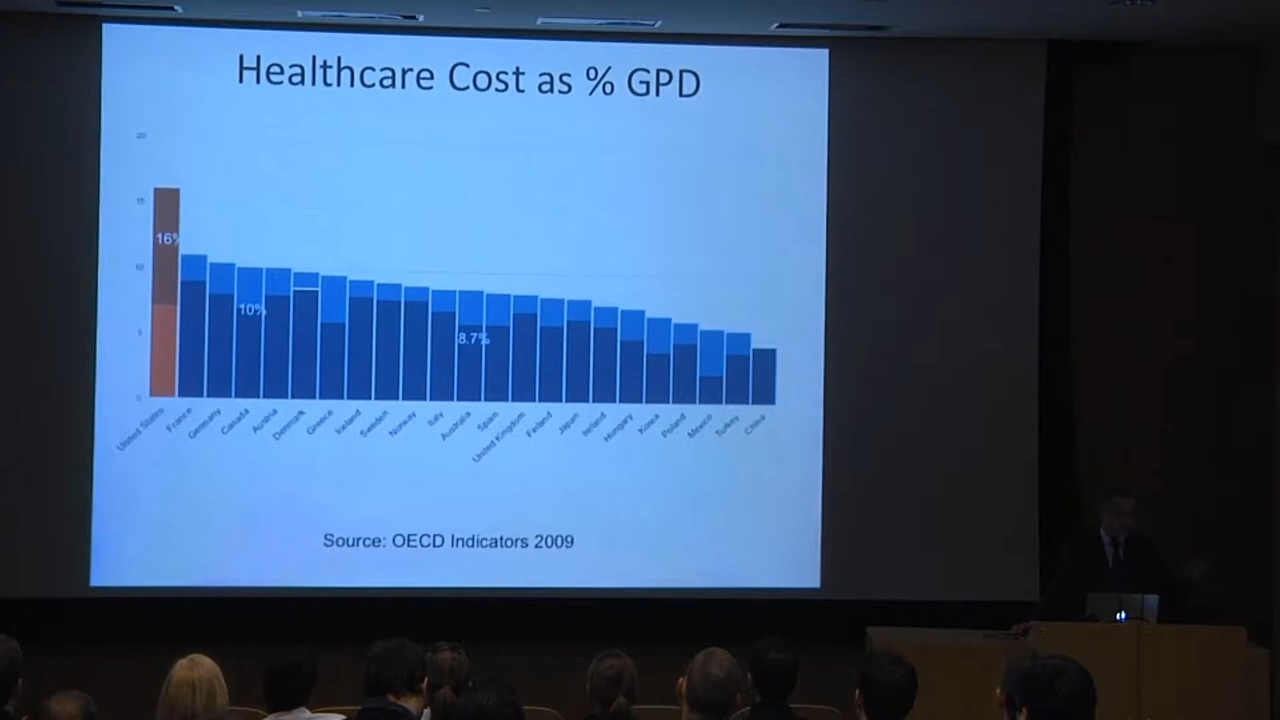 Healthcare Cost as % GPD
20
15
10
5
0
16%
10%
8.7%
United States
France
Germany
Canada
Austria
Denmark
Greece
Iceland
Sweden
Norway
Italy
Australia
Spain
United Kingdom
Finland
Japan
Ireland
Hungary
Korea
Poland
Mexico
Turkey
China
Source: OECD Indicators 2009